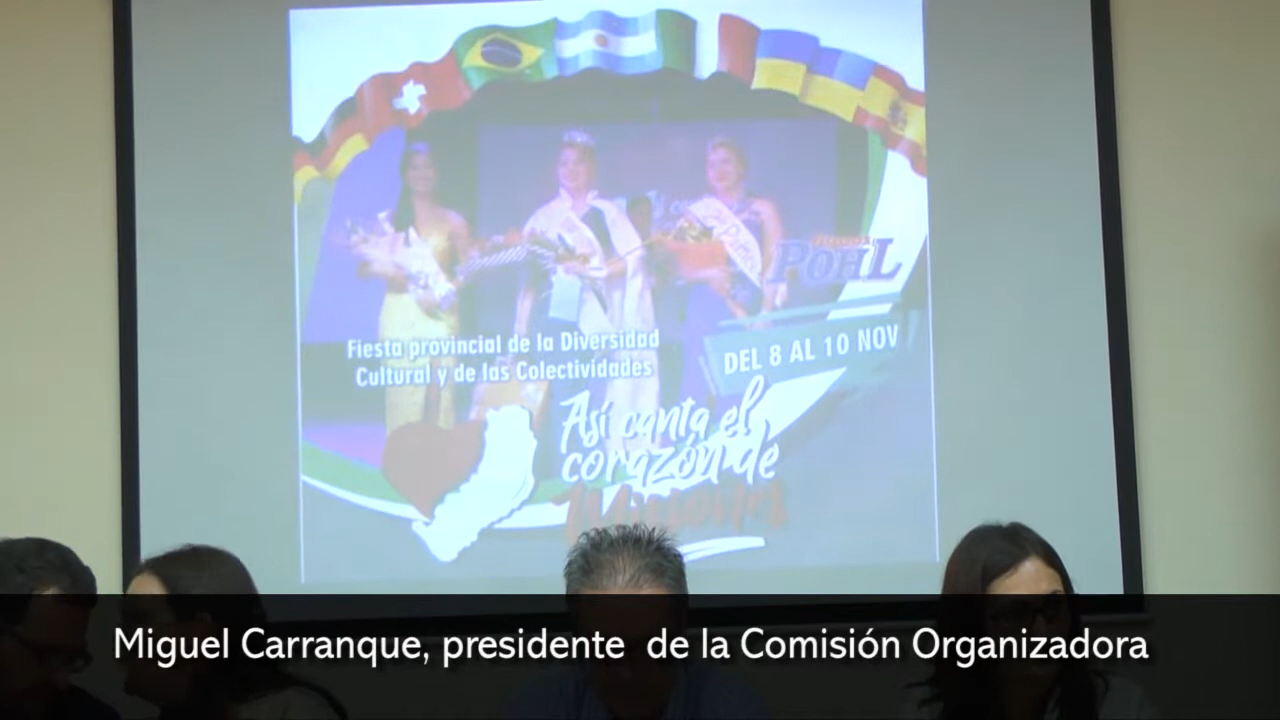 POHL
Fiesta provincial de la Diversidad
Cultural y de las Colectividades
DEL 8 AL 10 NOV
Así canta el
corazón de
Misiones
Miguel Carranque, presidente  de la Comisión Organizadora